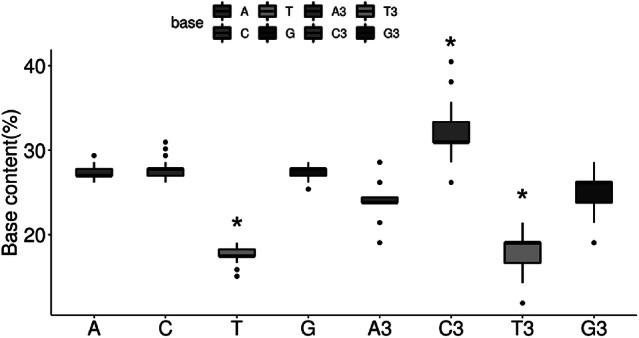 base A T A3 T3
C G C3 G3
Base content(%)
40
30
20
* * * *
A C T G A3 C3 T3 G3